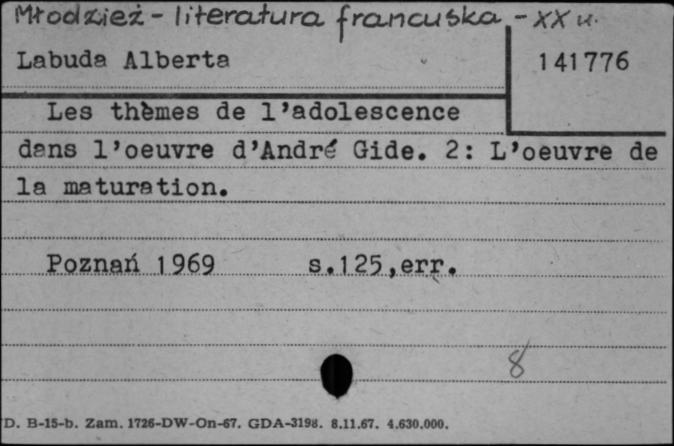 Młodzież - literatura francuska - XX w.
Labuda Alberta
141776
Les thèmes de l'adolescence
dans l'oeuvre d'André Gide. 2: L'oeuvre de
la maturation.
Poznań 1969 s.125,err.
8
D. B-15-b. Zam. 1726-DW-On-67. GDA-3198. 8.11.67. 4.630.000.